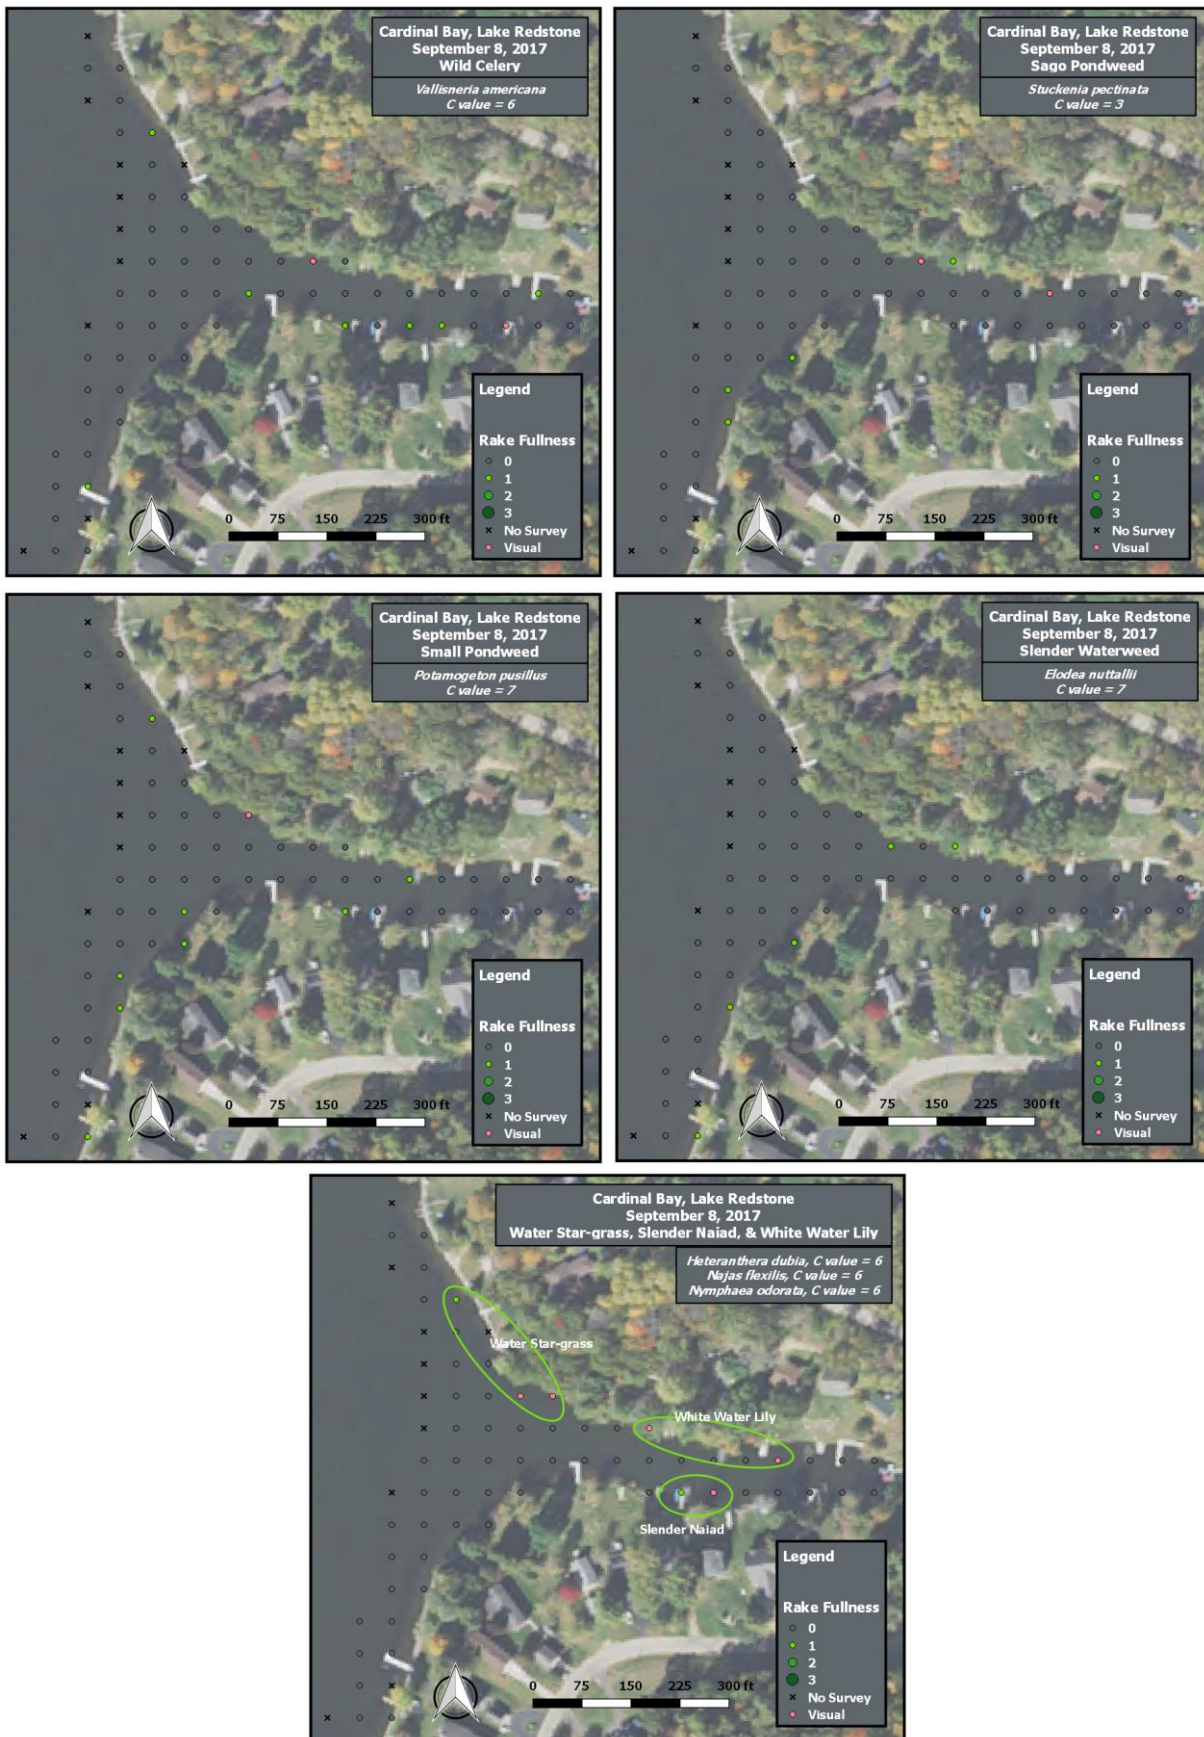 Cardinal Bay, Lake Redstone
September 8, 2017
Wild Celery
Vallisneria americana
C value = 6
Legend
Rake Fullness
0
1
2
3
No Survey
Visual
0 75 150 225 300 ft
Cardinal Bay, Lake Redstone
September 8, 2017
Sago Pondweed
Stuckenia pectinata
C value = 3
Legend
Rake Fullness
0
1
2
3
No Survey
Visual
0 75 150 225 300 ft
Cardinal Bay, Lake Redstone
September 8, 2017
Small Pondweed
Potamogeton pusillus
C value = 7
Legend
Rake Fullness
0
1
2
3
No Survey
Visual
0 75 150 225 300 ft
Cardinal Bay, Lake Redstone
September 8, 2017
Slender Waterweed
Elodea nuttallii
C value = 7
Legend
Rake Fullness
0
1
2
3
No Survey
Visual
0 75 150 225 300 ft
Cardinal Bay, Lake Redstone
September 8, 2017
Water Star-grass, Slender Naiad, & White Water Lily
Heteranthera dubia, C value = 6
Najas flexilis, C value = 6
Nymphaea odorata, C value = 6
Water Star-grass
White Water Lily
Slender Naiad
Legend
Rake Fullness
0
1
2
3
No Survey
Visual
0 75 150 225 300 ft